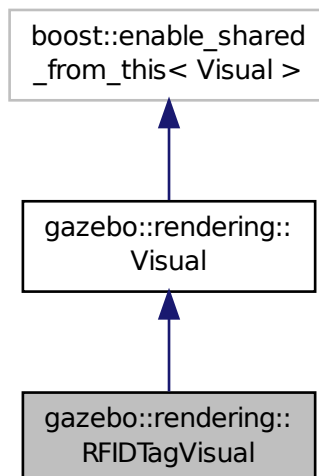 boost::enable_shared
_from_this< Visual >
gazebo::rendering::
Visual
gazebo::rendering::
RFIDTagVisual